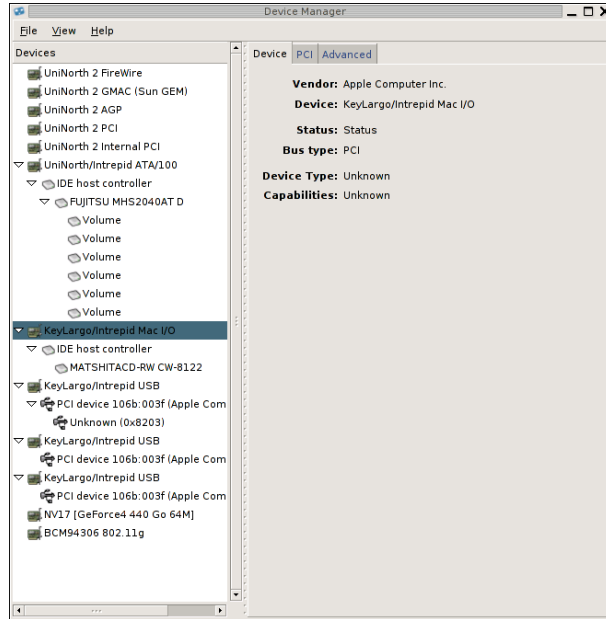 Device Manager
File View Help
Devices
UniNorth 2 FireWire
UniNorth 2 GMAC (Sun GEM)
UniNorth 2 AGP
UniNorth 2 PCI
UniNorth 2 Internal PCI
UniNorth/Intrepid ATA/100
IDE host controller
FUJITSU MHS2040AT D
Volume
Volume
Volume
Volume
Volume
Volume
KeyLargo/Intrepid Mac I/O
IDE host controller
MATSHITACD-RW CW-8122
KeyLargo/Intrepid USB
PCI device 106b:003f (Apple Com
Unknown (0x8203)
KeyLargo/Intrepid USB
PCI device 106b:003f (Apple Com
KeyLargo/Intrepid USB
PCI device 106b:003f (Apple Com
NV17 [GeForce4 440 Go 64M]
BCM94306 802.11g
Device PCI Advanced
Vendor: Apple Computer Inc.
Device: KeyLargo/Intrepid Mac I/O
Status: Status
Bus type: PCI
Device Type: Unknown
Capabilities: Unknown